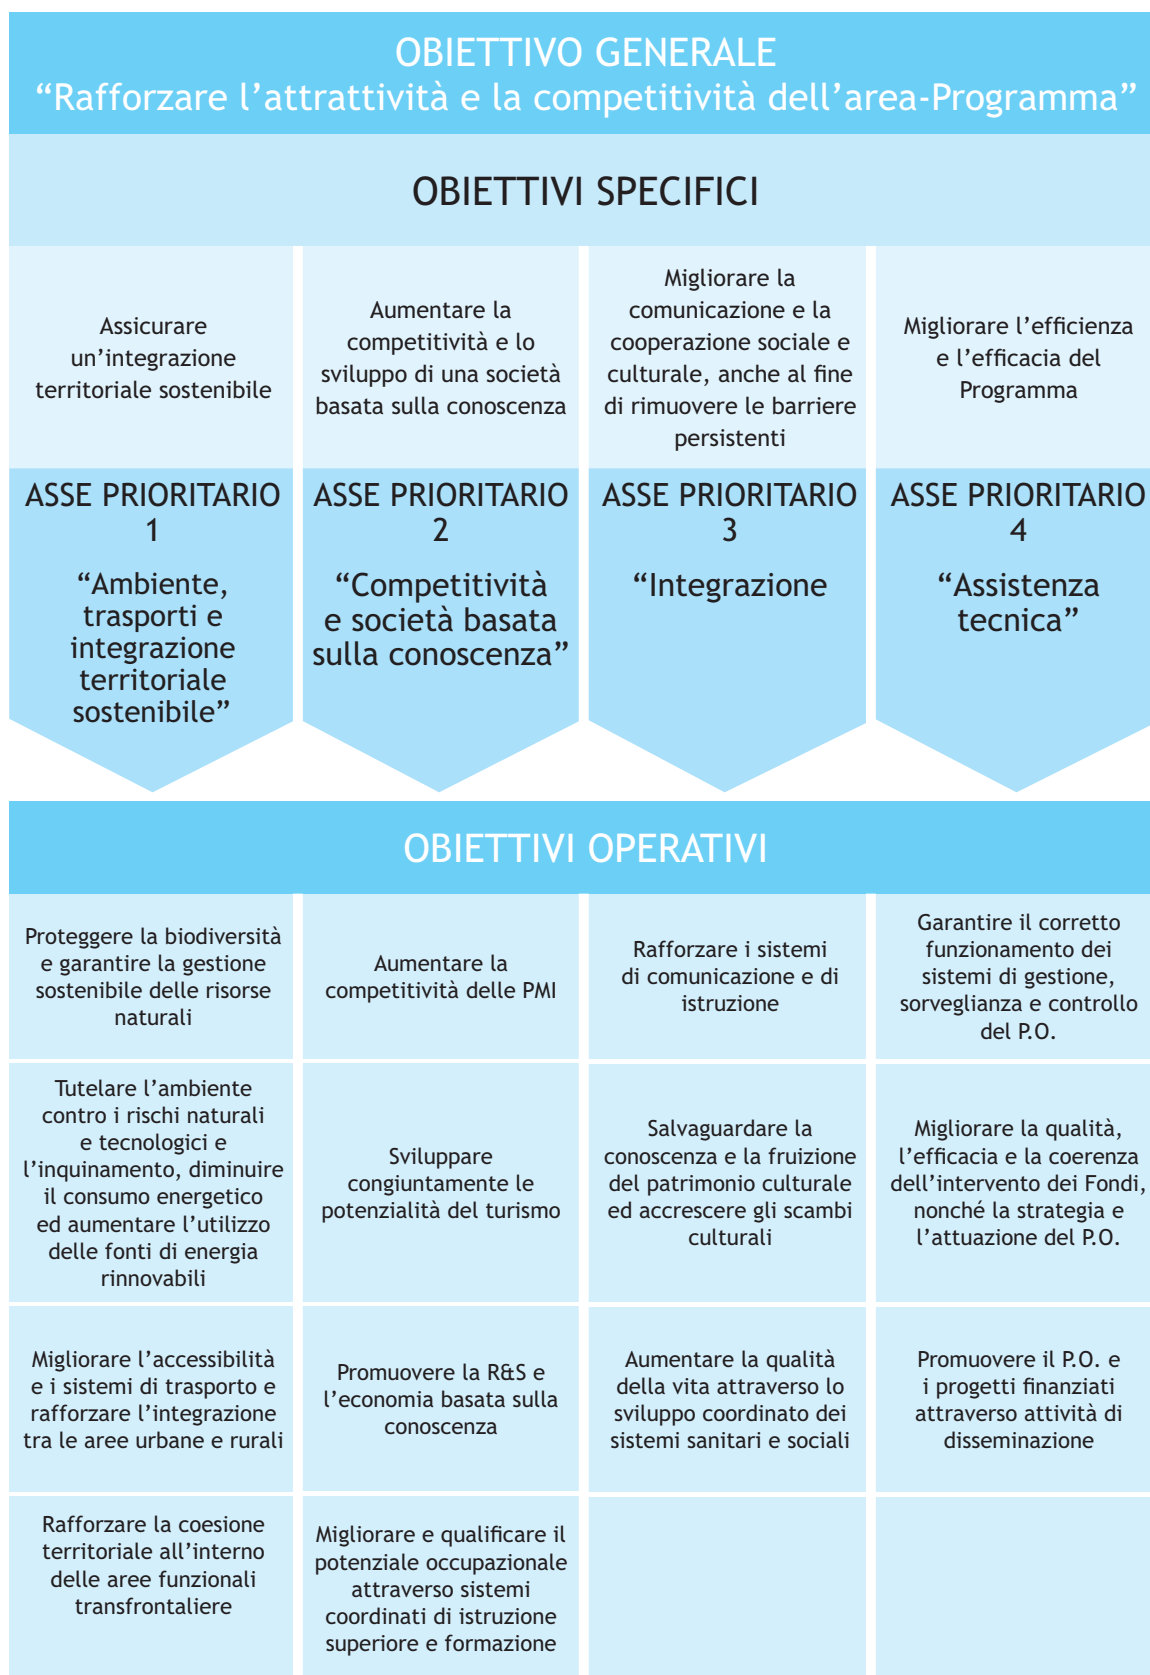 OBIETTIVO GENERALE
“Rafforzare l’attrattività e la competitività dell’area-Programma”
OBIETTIVI SPECIFICI
Assicurare
un’integrazione
territoriale sostenibile
Aumentare la
competitività e lo
sviluppo di una società
basata sulla conoscenza
Migliorare la
comunicazione e la
cooperazione sociale e
culturale, anche al fine
di rimuovere le barriere
persistenti
Migliorare l’efficienza
e l’efficacia del
Programma
ASSE PRIORITARIO
1
“Ambiente,
trasporti e
integrazione
territoriale
sostenibile”
ASSE PRIORITARIO
2
“Competitività
e società basata
sulla conoscenza”
ASSE PRIORITARIO
3
“Integrazione
ASSE PRIORITARIO
4
“Assistenza
tecnica”
OBIETTIVI OPERATIVI
Proteggere la biodiversità
e garantire la gestione
sostenibile delle risorse
naturali
Aumentare la
competitività delle PMI
Rafforzare i sistemi
di comunicazione e di
istruzione
Garantire il corretto
funzionamento dei
sistemi di gestione,
sorveglianza e controllo
del P.O.
Tutelare l’ambiente
contro i rischi naturali
e tecnologici e
l’inquinamento, diminuire
il consumo energetico
ed aumentare l’utilizzo
delle fonti di energia
rinnovabili
Sviluppare
congiuntamente le
potenzialità del turismo
Salvaguardare la
conoscenza e la fruizione
del patrimonio culturale
ed accrescere gli scambi
culturali
Migliorare la qualità,
l’efficacia e la coerenza
dell’intervento dei Fondi,
nonché la strategia e
l’attuazione del P.O.
Migliorare l’accessibilità
e i sistemi di trasporto e
rafforzare l’integrazione
tra le aree urbane e rurali
Promuovere la R&S e
l’economia basata sulla
conoscenza
Aumentare la qualità
della vita attraverso lo
sviluppo coordinato dei
sistemi sanitari e sociali
Promuovere il P.O. e
i progetti finanziati
attraverso attività di
disseminazione
Rafforzare la coesione
territoriale all’interno
delle aree funzionali
transfrontaliere
Migliorare e qualificare il
potenziale occupazionale
attraverso sistemi
coordinati di istruzione
superiore e formazione